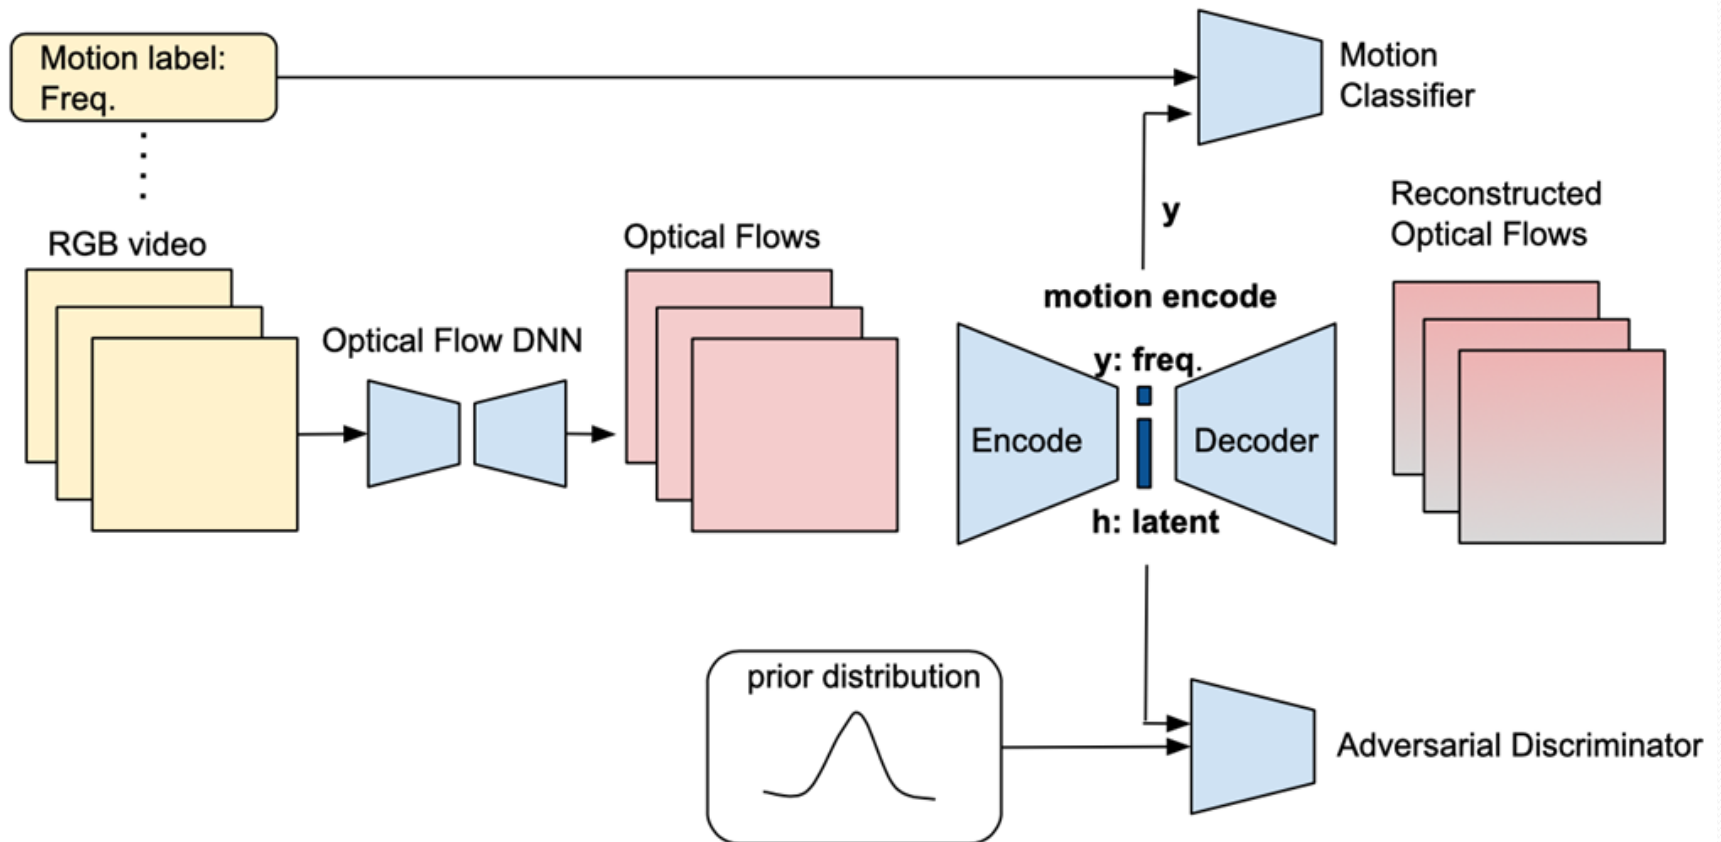 Motion label:
Freq.
Motion
Classifier
y
Reconstructed
Optical Flows
RGB video
Optical Flows
motion encode
Optical Flow DNN
y: freq.
Encode
Decoder
h: latent
prior distribution
Adversarial Discriminator